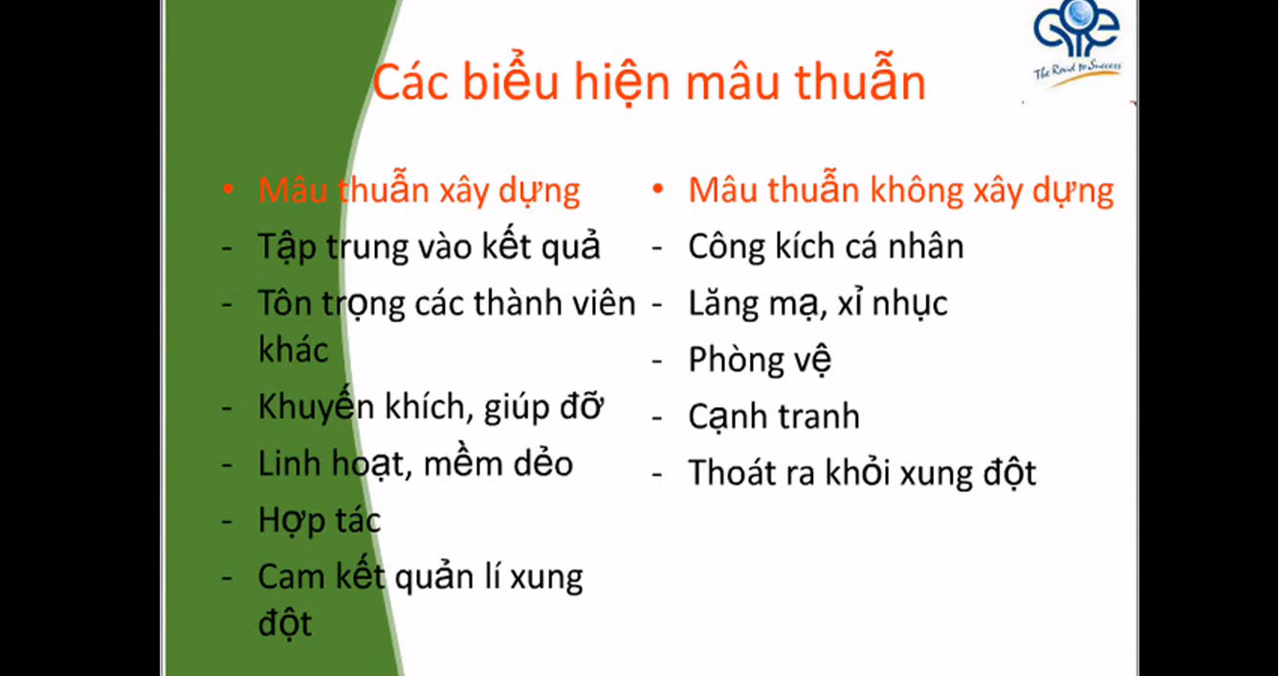 Các biểu hiện mâu thuẫn
The Road to Success
• Mâu thuẫn xây dựng
- Tập trung vào kết quả
- Tôn trọng các thành viên
khác
- Khuyến khích, giúp đỡ
- Linh hoạt, mềm dẻo
- Hợp tác
- Cam kết quản lí xung
đột
• Mâu thuẫn không xây dựng
- Công kích cá nhân
- Lăng mạ, xỉ nhục
- Phòng vệ
- Cạnh tranh
- Thoát ra khỏi xung đột